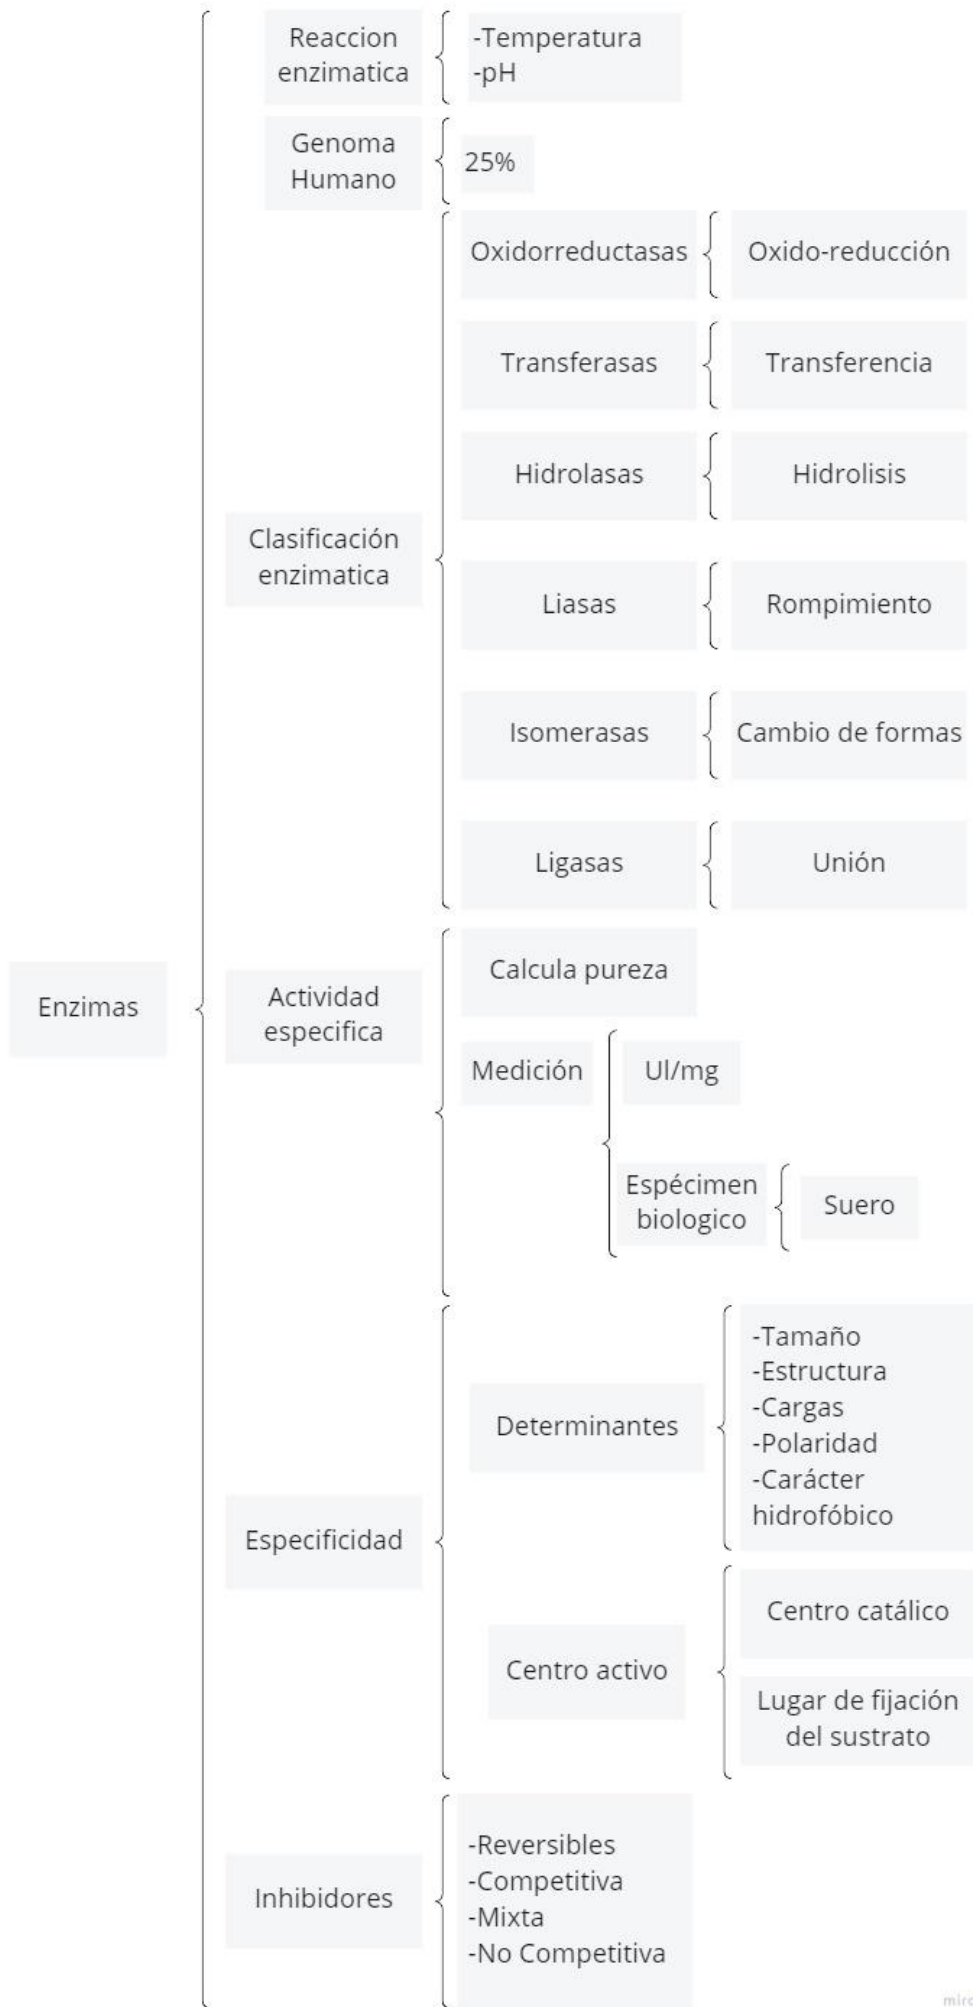 Reaccion
enzimatica
-Temperatura
-pH
Genoma
Humano
25%
Oxidorreductasas
Oxido-reducción
Transferasas
Transferencia
Hidrolasas
Hidrolisis
Clasificación
enzimatica
Liasas
Rompimiento
Isomerasas
Cambio de formas
Ligasas
Unión
Enzimas
Actividad
especifica
Calcula pureza
Medición
Ul/mg
Espécimen
biologico
Suero
Especificidad
Determinantes
-Tamaño
-Estructura
-Cargas
-Polaridad
-Carácter
hidrofóbico
Centro activo
Centro catálico
Lugar de fijación
del sustrato
Inhibidores
-Reversibles
-Competitiva
-Mixta
-No Competitiva